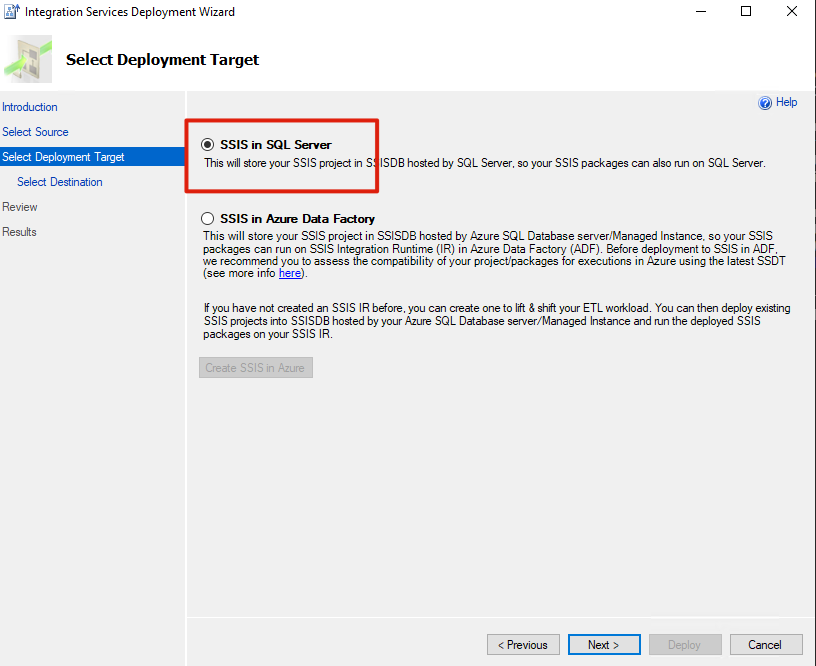 Integration Services Deployment Wizard
Select Deployment Target
Introduction
Select Source
Select Deployment Target
Select Destination
Review
Results
Help
SSIS in SQL Server
This will store your SSIS project in SSISDB hosted by SQL Server, so your SSIS packages can also run on SQL Server.
SSIS in Azure Data Factory
This will store your SSIS project in SSISDB hosted by Azure SQL Database server/Managed Instance, so your SSIS
packages can run on SSIS Integration Runtime (IR) in Azure Data Factory (ADF). Before deployment to SSIS in ADF,
we recommend you to assess the compatibility of your project/packages for executions in Azure using the latest SSDT
(see more info here).
If you have not created an SSIS IR before, you can create one to lift & shift your ETL workload. You can then deploy existing
SSIS projects into SSISDB hosted by your Azure SQL Database server/Managed Instance and run the deployed SSIS
packages on your SSIS IR.
Create SSIS in Azure
< Previous
Next >
Deploy
Cancel